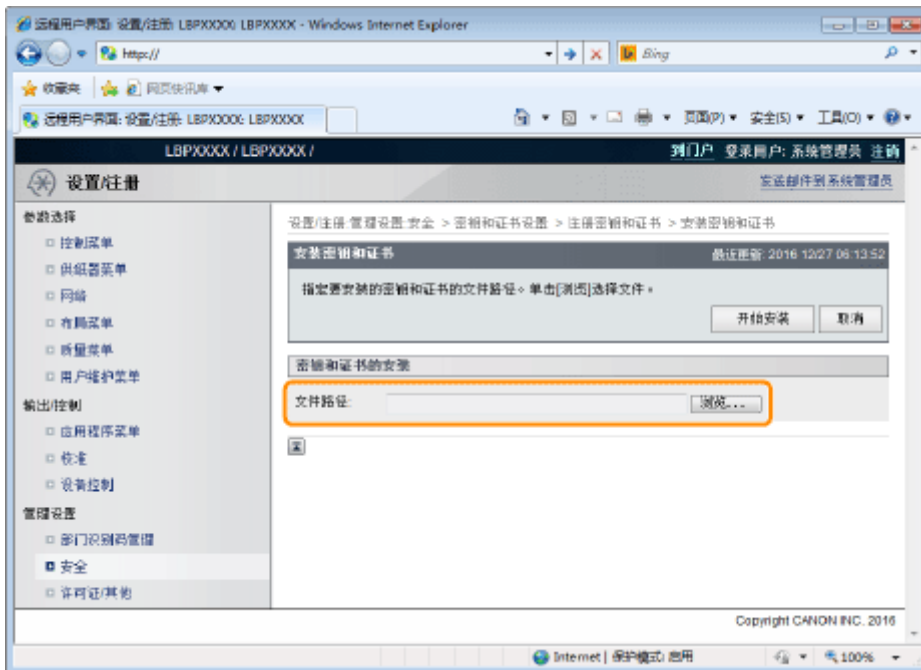 远程用户界面: 设置/注册: LBPXXXX: LBPXXXX - Windows Internet Explorer
https://
Bing
收藏夹 网页快讯库
远程用户界面: 设置/注册: LBPXXXX: LBPXXXX
页面(P) 安全(S) 工具(O)
LBPXXXX / LBPXXXX / 到门户 登录用户: 系统管理员 注销
设置/注册 发送邮件到系统管理员
参数选择
控制菜单
供纸器菜单
网络
布局菜单
质量菜单
用户维护菜单
输出/控制
应用程序菜单
校准
设备控制
管理设置
部门识别码管理
安全
许可证/其他
设置/注册:管理设置:安全 > 密钥和证书设置 > 注册密钥和证书 > 安装密钥和证书
安装密钥和证书 最近更新: 2016 12/27 06:13:52
指定要安装的密钥和证书的文件路径。单击[浏览]选择文件。
开始安装 取消
密钥和证书的安装
文件路径: 浏览...
Copyright CANON INC. 2016
Internet | 保护模式: 启用 100%